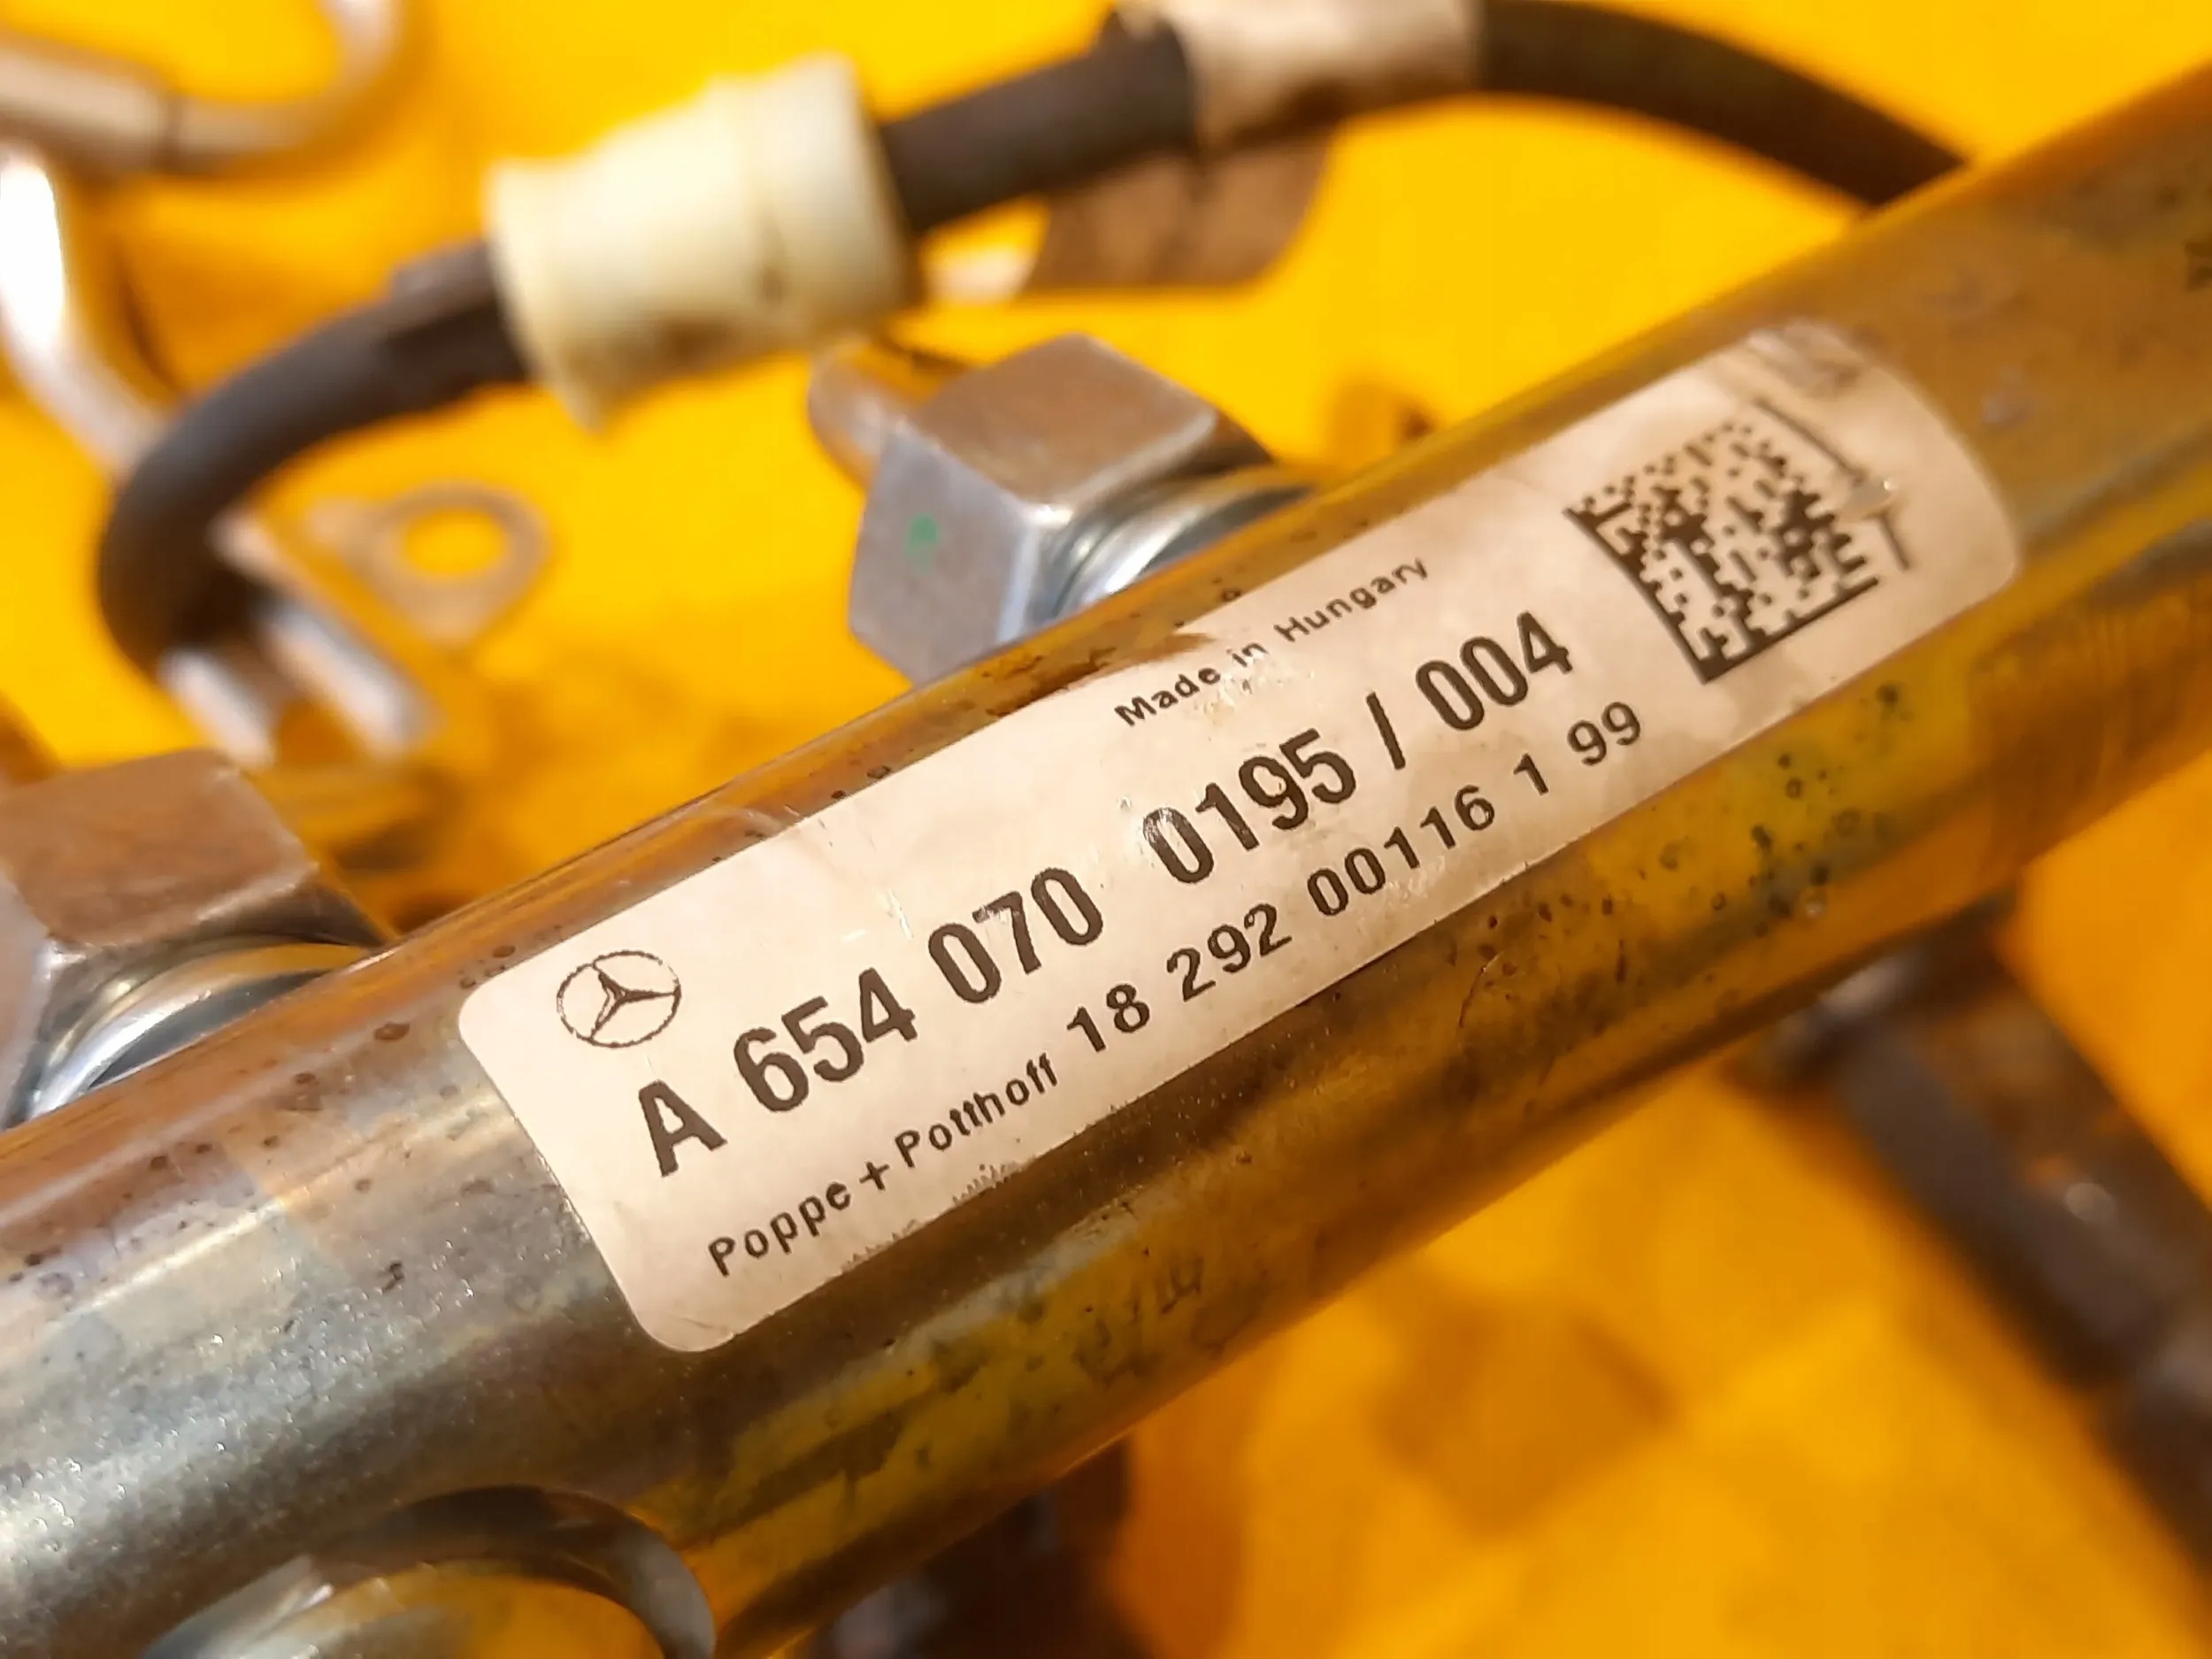 Made in Hungary
A 654 070 0195 / 004
Poppe + Potthoff 18 292 00116 1 99